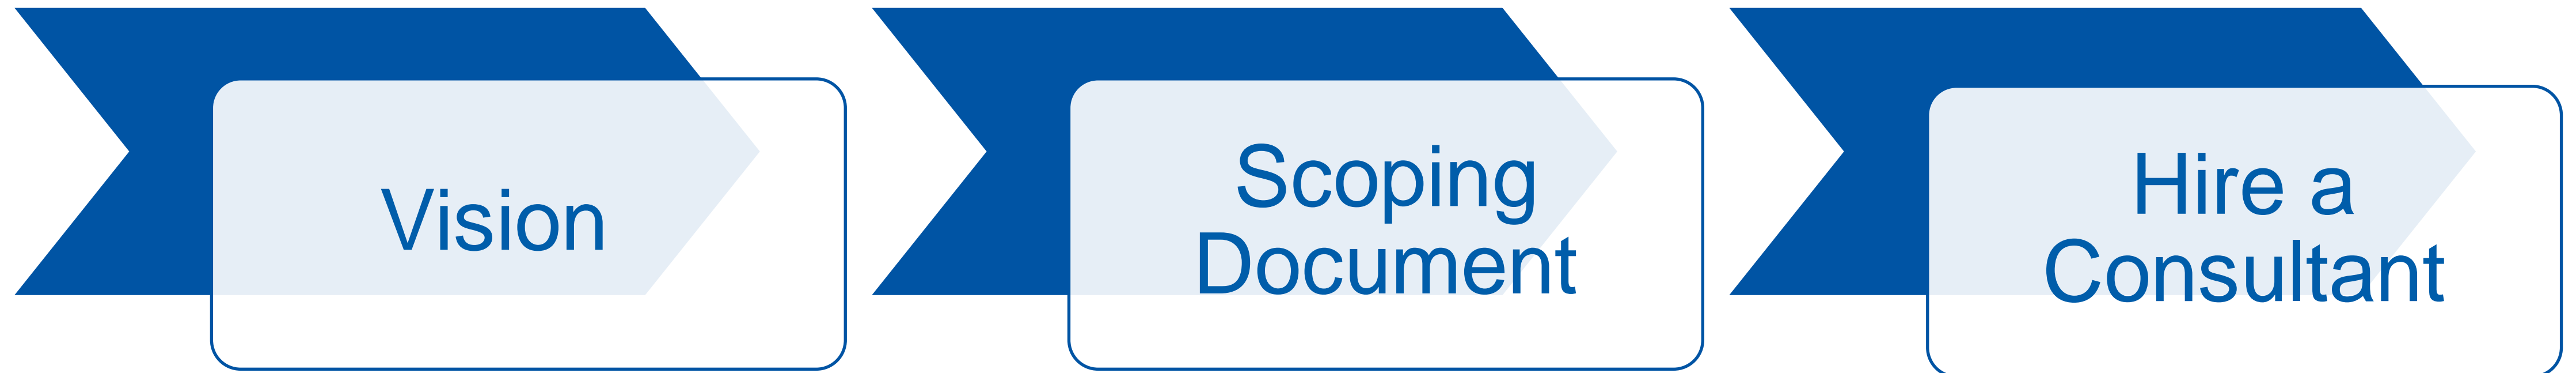 Vision
Scoping
Document
Hire a
Consultant